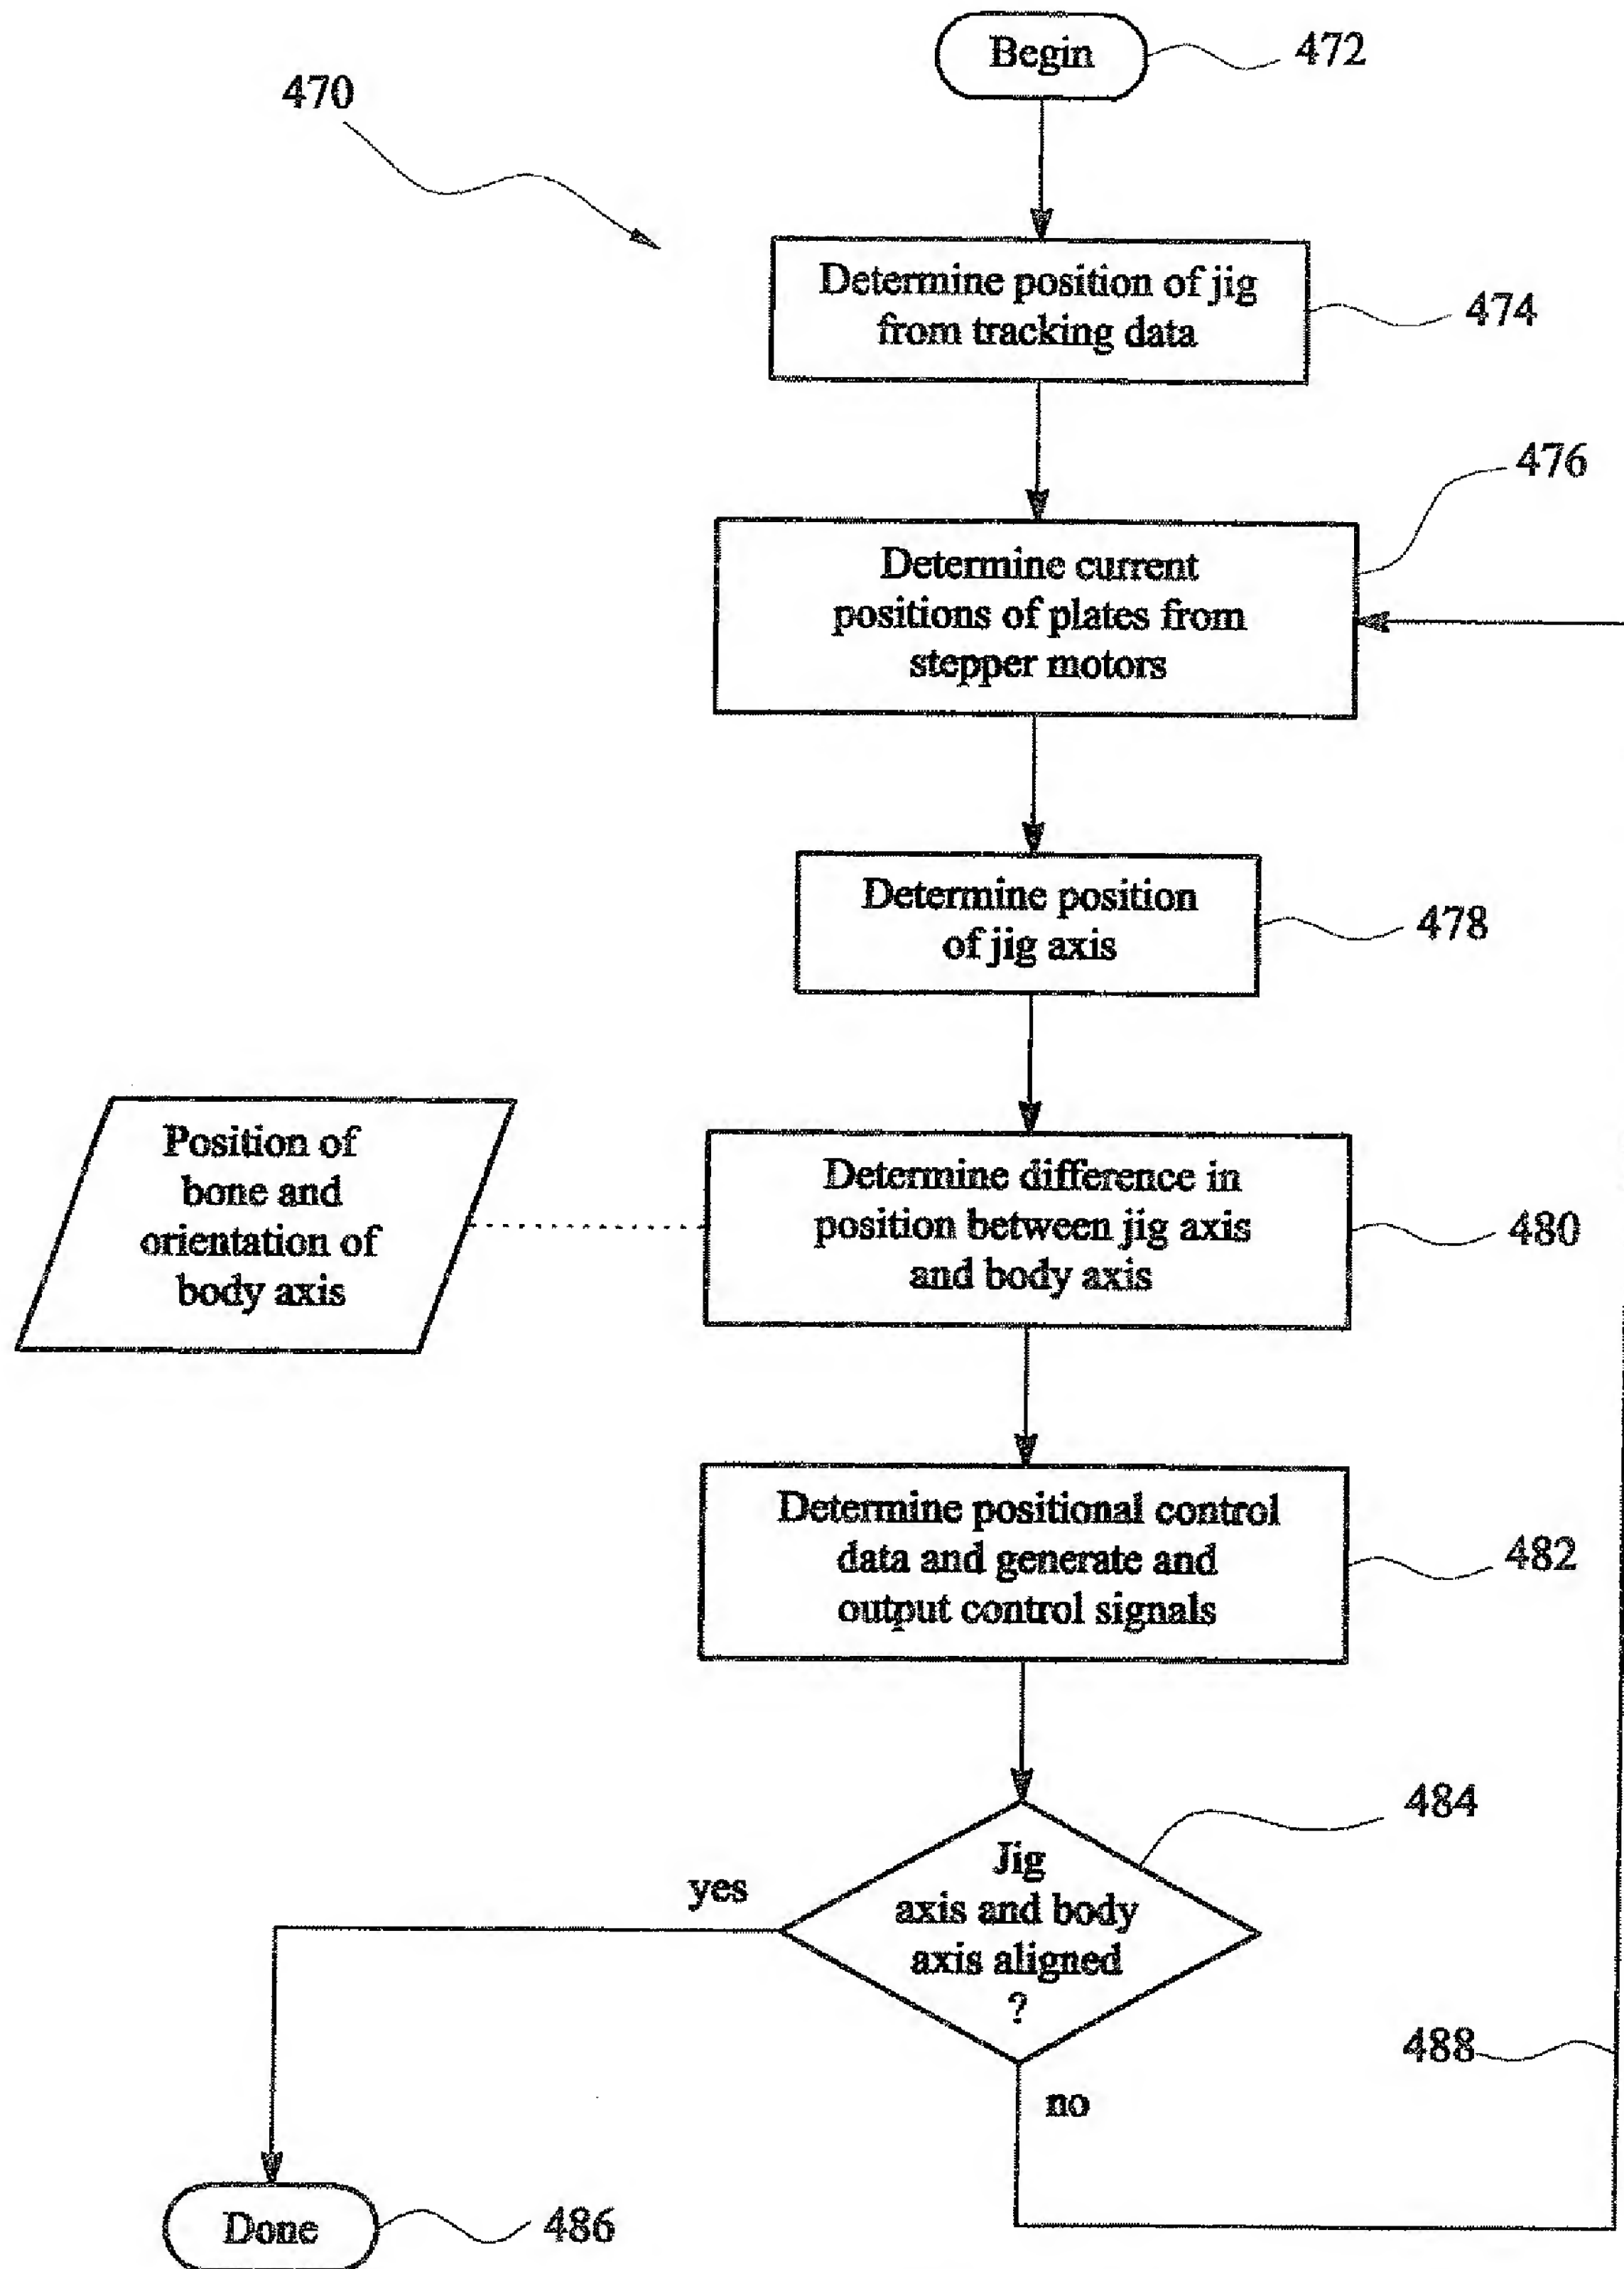 Begin
472
470
Determine position of jig
from tracking data
474
476
Determine current
positions of plates from
stepper motors
Determine position
of jig axis
478
Position of
bone and
orientation of
body axis
Determine difference in
position between jig axis
and body axis
480
Determine positional control
data and generate and
output control signals
482
484
Jig
axis and body
axis aligned
?
yes
no
488
Done
486